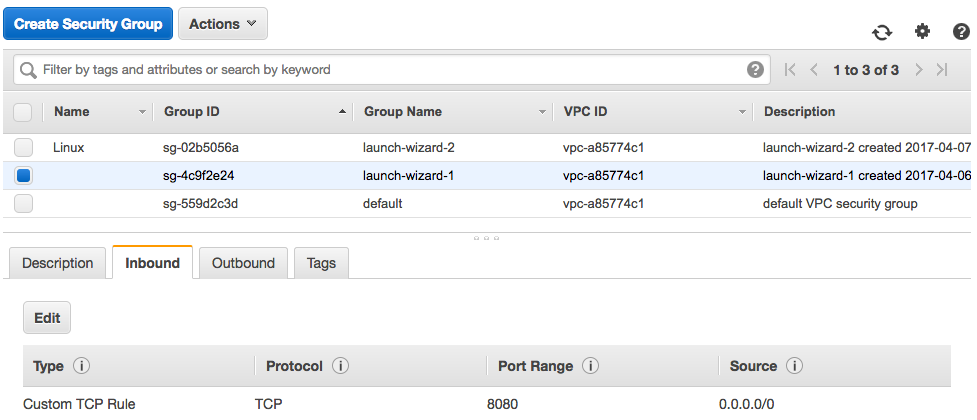 Create Security Group Actions
Filter by tags and attributes or search by keyword ? 1 to 3 of 3 ?
Name Group ID Group Name VPC ID Description
Linux sg-02b5056a launch-wizard-2 vpc-a85774c1 launch-wizard-2 created 2017-04-07
sg-4c9f2e24 launch-wizard-1 vpc-a85774c1 launch-wizard-1 created 2017-04-06
sg-559d2c3d default vpc-a85774c1 default VPC security group
Description Inbound Outbound Tags
Edit
Type i Protocol i Port Range i Source i
Custom TCP Rule TCP 8080 0.0.0.0/0